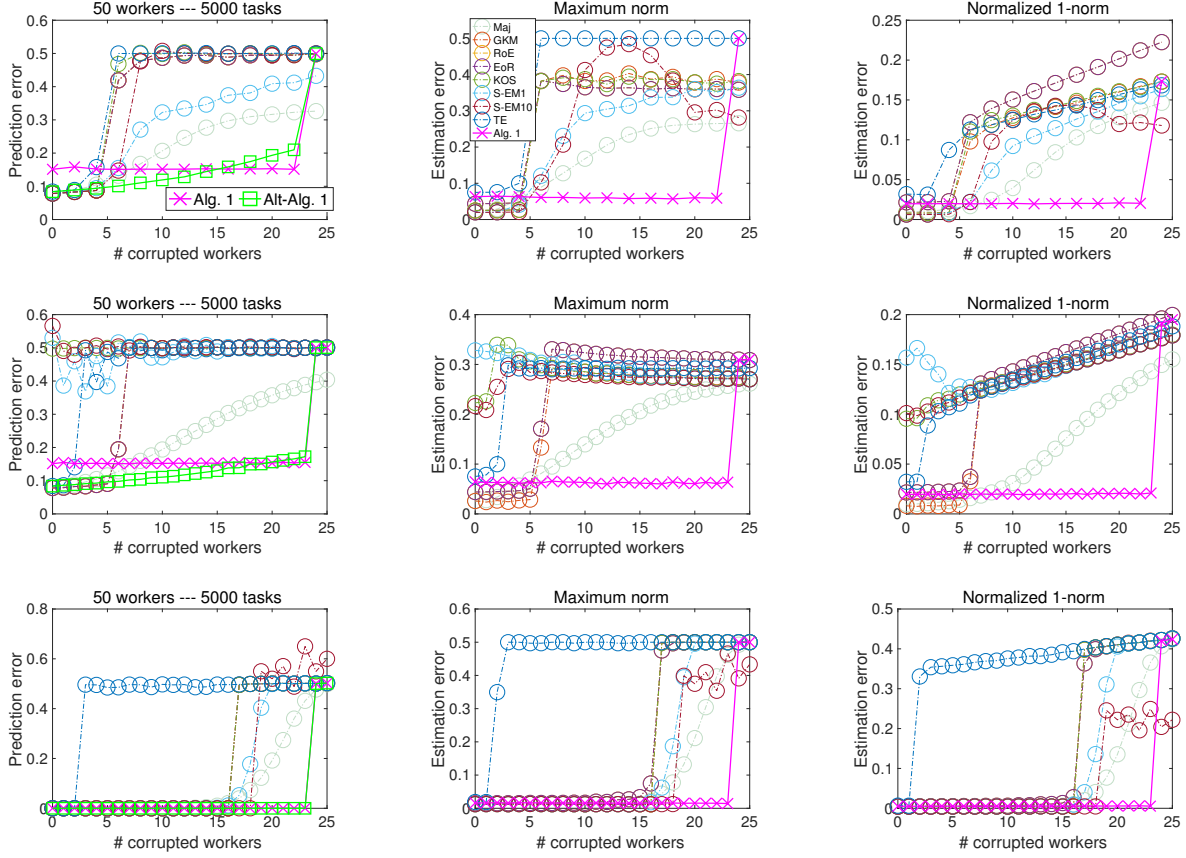 50 workers --- 5000 tasks
0.6
0.5
0.4
0.3
0.2
0.1
0
Prediction error
Alg. 1
Alt-Alg. 1
0 5 10 15 20 25
# corrupted workers
Maximum norm
0.5
0.4
0.3
0.2
0.1
0
Estimation error
Maj
GKM
RoE
EoR
KOS
S-EM1
S-EM10
TE
Alg. 1
0 5 10 15 20 25
# corrupted workers
Normalized 1-norm
0.25
0.2
0.15
0.1
0.05
0
Estimation error
0 5 10 15 20 25
# corrupted workers
50 workers --- 5000 tasks
0.6
0.5
0.4
0.3
0.2
0.1
0
Prediction error
0 5 10 15 20 25
# corrupted workers
Maximum norm
0.4
0.3
0.2
0.1
0
Estimation error
0 5 10 15 20 25
# corrupted workers
Normalized 1-norm
0.2
0.15
0.1
0.05
0
Estimation error
0 5 10 15 20 25
# corrupted workers
50 workers --- 5000 tasks
0.8
0.6
0.4
0.2
0.8
Prediction error
0 5 10 15 20 25
# corrupted workers
Maximum norm
0.6
0.5
0.4
0.3
0.2
0.1
0
Estimation error
0 5 10 15 20 25
# corrupted workers
Normalized 1-norm
0.5
0.4
0.3
0.2
0.1
0
Estimation error
0 5 10 15 20 25
# corrupted workers